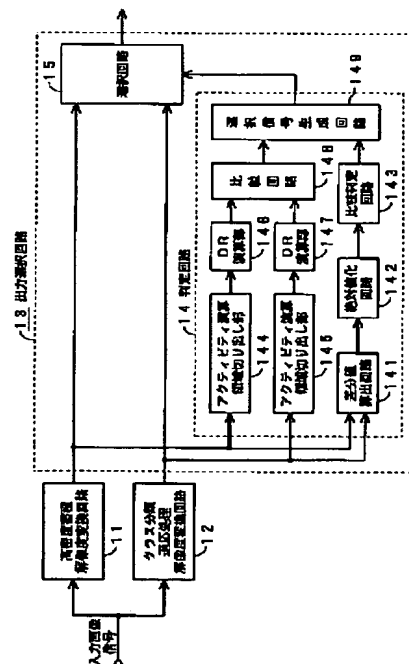 入力画像
信号
高密度蓄積
解像度変換回路
11
クラス分類
適応処理
解像度変換回路
12
13 出力選択回路
14 判定回路
アクティビティ演算
領域切り出し部
144
アクティビティ演算
領域切り出し部
145
差分値
算出回路
141
DR
演算部
146
DR
演算部
147
絶対値化
回路
142
比較回路
148
比較判定
回路
143
選択信号生成回路
149
15
選択回路